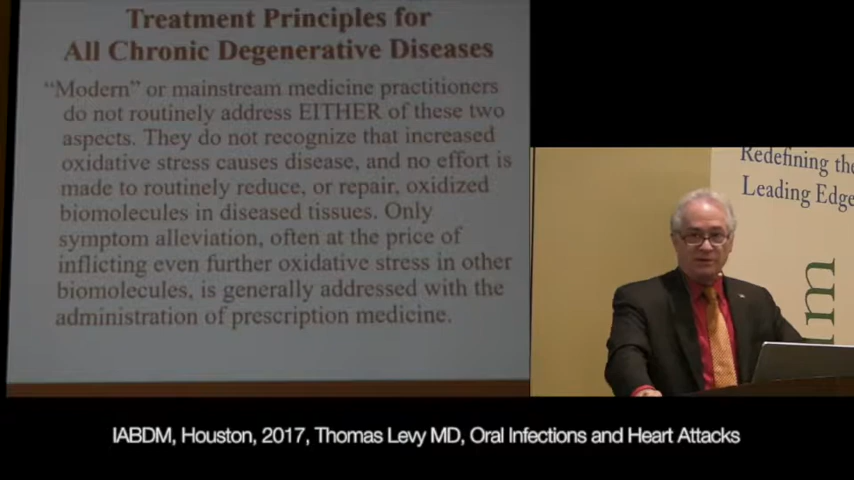 Treatment Principles for
All Chronic Degenerative Diseases
“Modern” or mainstream medicine practitioners
do not routinely address EITHER of these two
aspects. They do not recognize that increased
oxidative stress causes disease, and no effort is
made to routinely reduce, or repair, oxidized
biomolecules in diseased tissues. Only
symptom alleviation, often at the price of
inflicting even further oxidative stress in other
biomolecules, is generally addressed with the
administration of prescription medicine.
Redefining the
Leading Edge
IABDM, Houston, 2017, Thomas Levy MD, Oral Infections and Heart Attacks